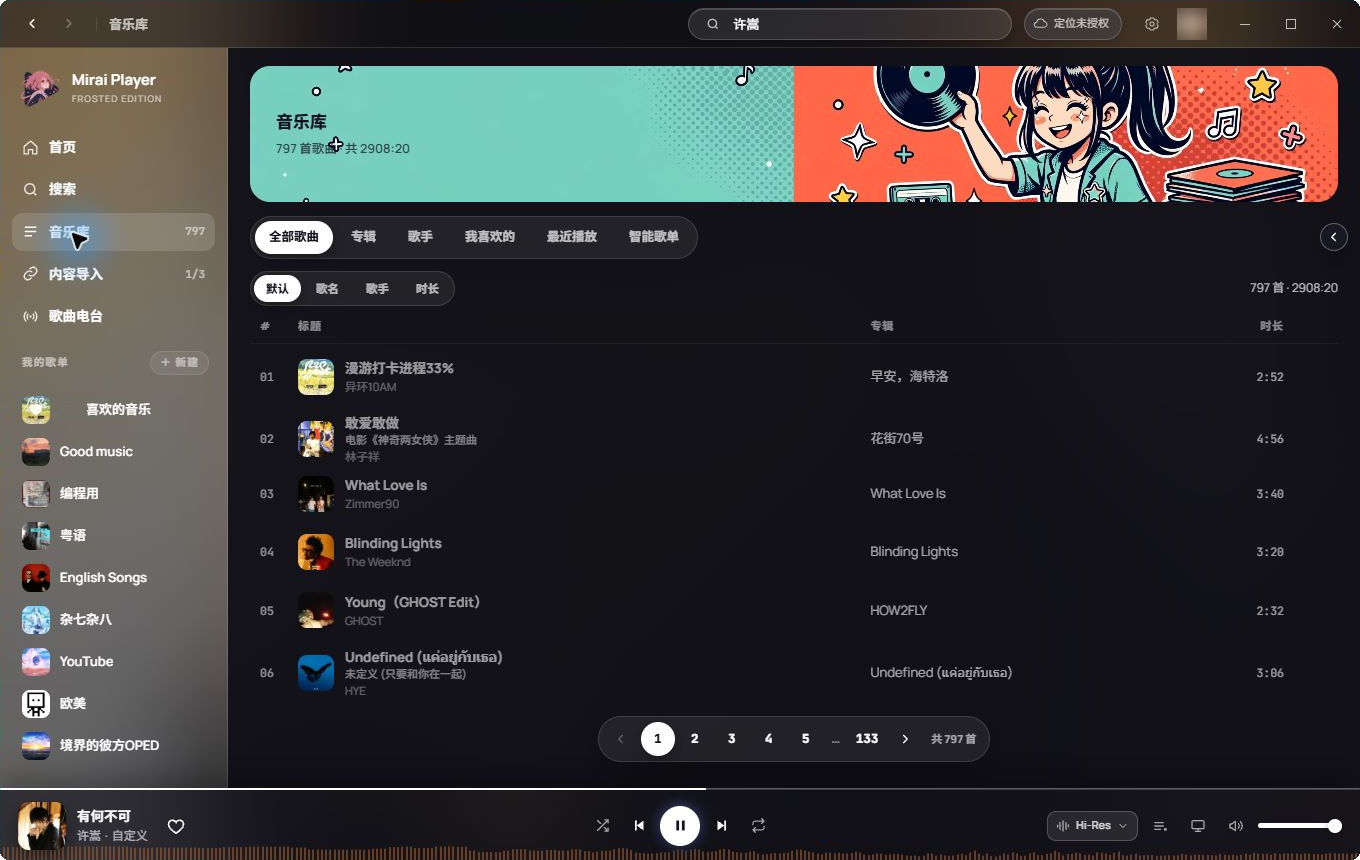 音乐库
许嵩
定位未授权
Mirai Player
FROSTED EDITION
首页
搜索
音乐库 797
内容导入 1/3
歌曲电台
我的歌单
+ 新建
喜欢的音乐
Good music
编程用
粤语
English Songs
杂七杂八
YouTube
欧美
境界的彼方OPED
音乐库
797 首歌曲 · 共 2908:20
全部歌曲 专辑 歌手 我喜欢的 最近播放 智能歌单
默认 歌名 歌手 时长
797 首 · 2908:20
# 标题 专辑 时长
01 漫游打卡进程33% 早安，海特洛 2:52
异环10AM
02 敢爱敢做 花街70号 4:56
电影《神奇两女侠》主题曲
林子祥
03 What Love Is What Love Is 3:40
Zimmer90
04 Blinding Lights Blinding Lights 3:20
The Weeknd
05 Young（GHOST Edit） HOW2FLY 2:32
GHOST
06 Undefined (แค่อยู่กับเธอ) Undefined (แค่อยู่กับเธอ) 3:06
未定义 (只要和你在一起)
HYE
1 2 3 4 5 ... 133 共 797 首
有何不可
许嵩 · 自定义
Hi-Res